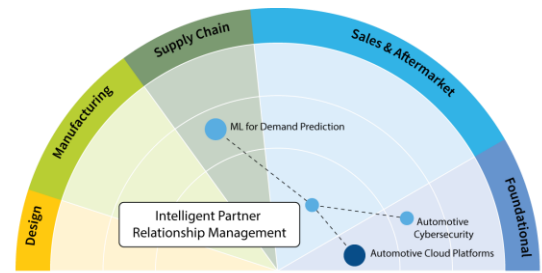 Design
Manufacturing
Supply Chain
Sales & Aftermarket
Foundational
ML for Demand Prediction
Intelligent Partner
Relationship Management
Automotive
Cybersecurity
Automotive Cloud Platforms